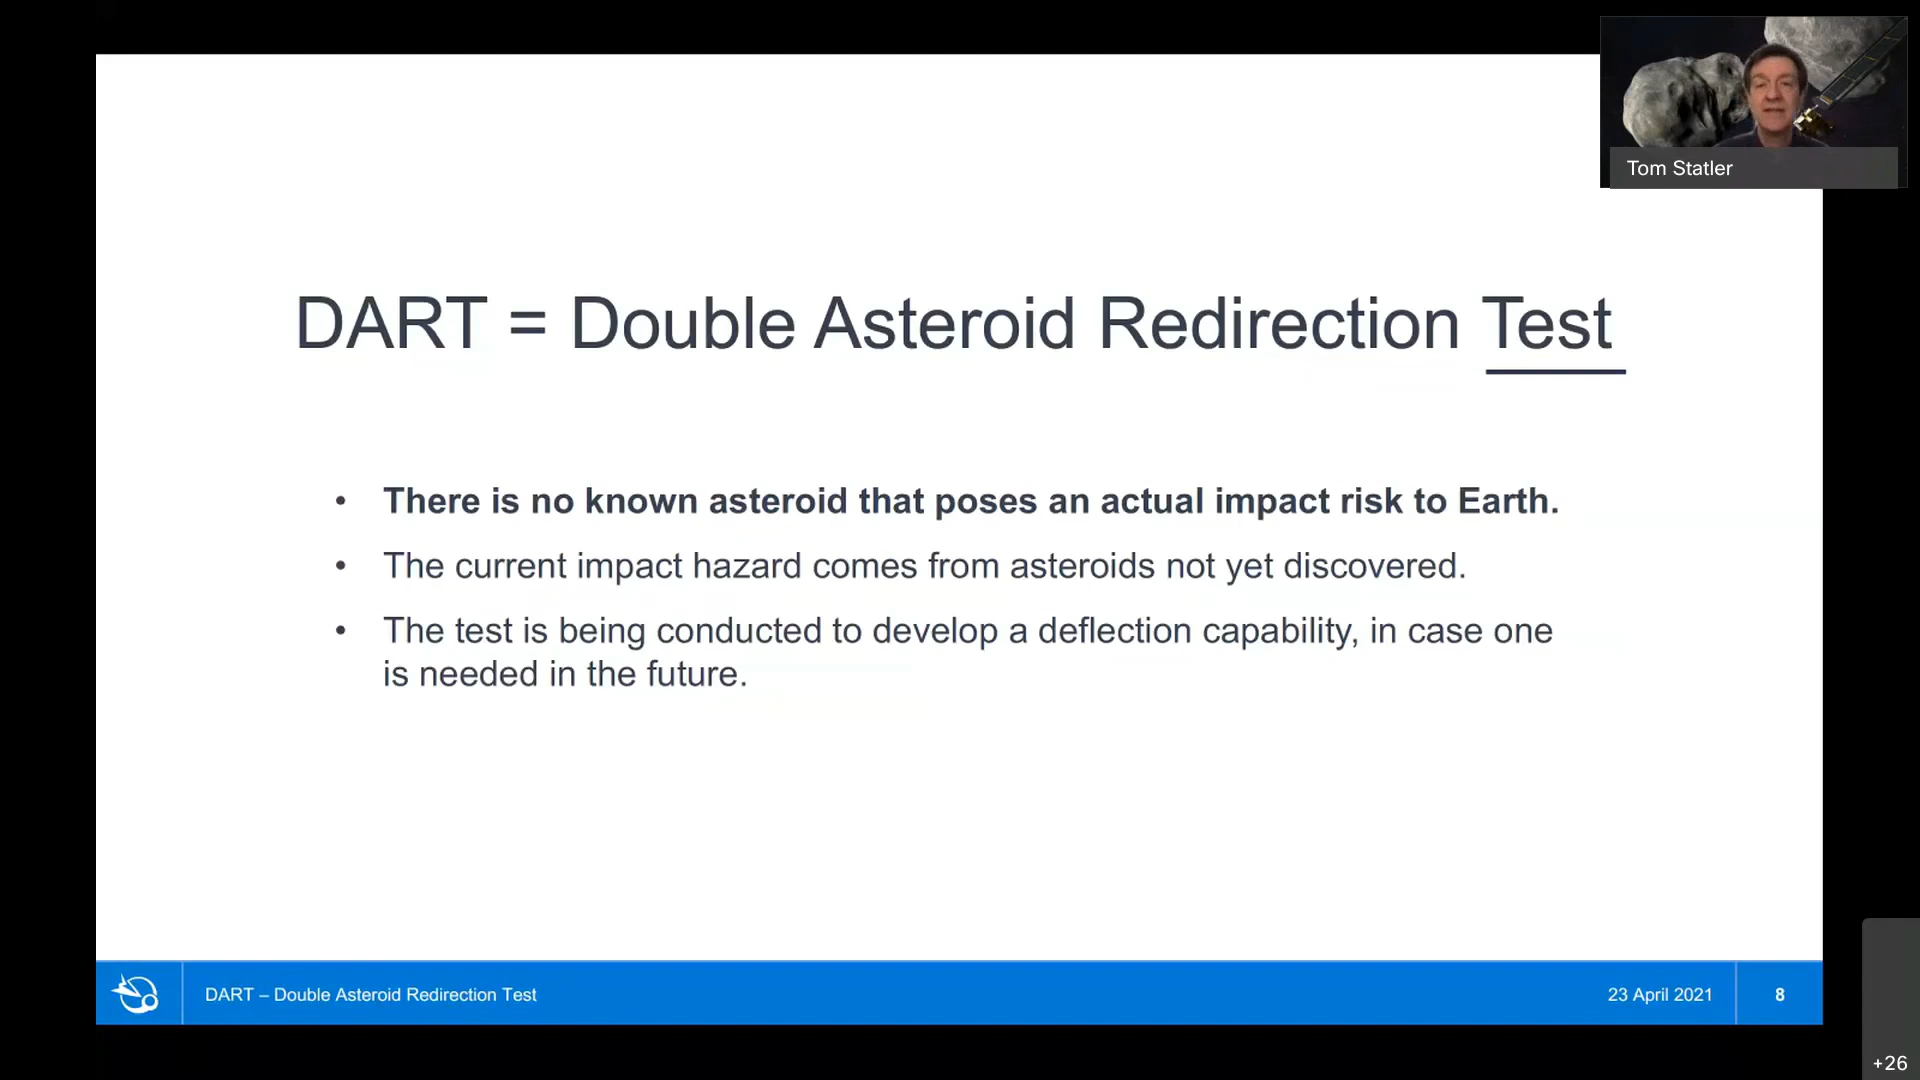 Tom Statler
DART = Double Asteroid Redirection Test
• There is no known asteroid that poses an actual impact risk to Earth.
• The current impact hazard comes from asteroids not yet discovered.
• The test is being conducted to develop a deflection capability, in case one
is needed in the future.
DART – Double Asteroid Redirection Test
23 April 2021
8
+26